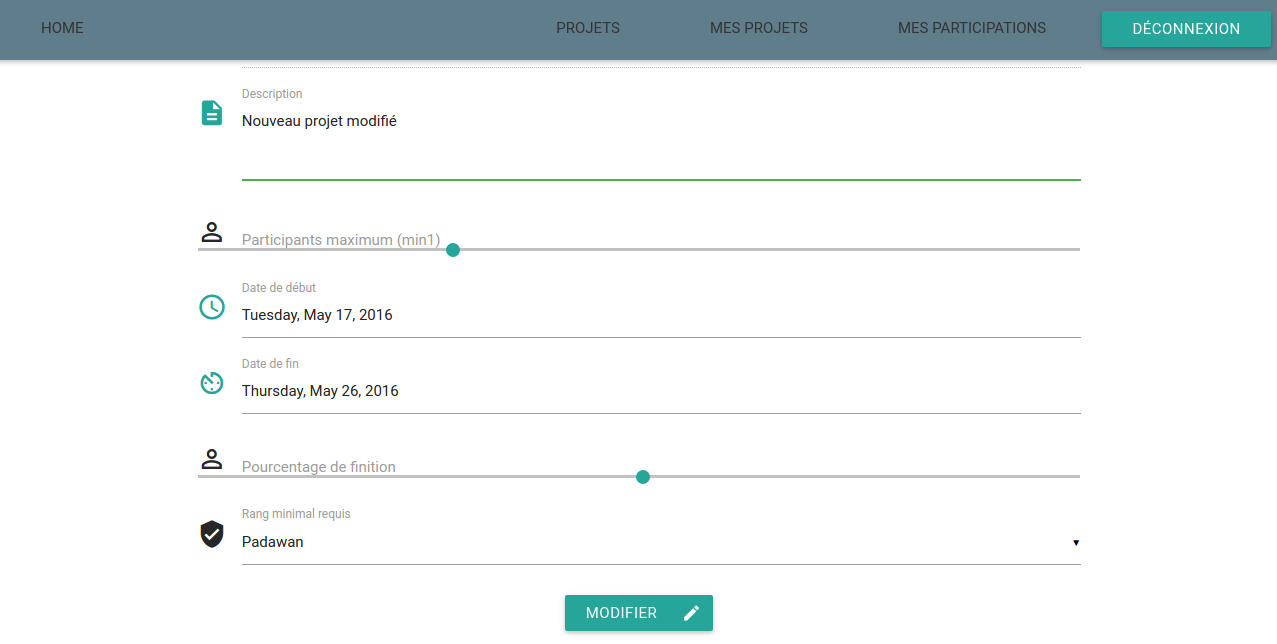 HOME PROJETS MES PROJETS MES PARTICIPATIONS DÉCONNEXION
Description
Nouveau projet modifié
Participants maximum (min1)
Date de début
Tuesday, May 17, 2016
Date de fin
Thursday, May 26, 2016
Pourcentage de finition
Rang minimal requis
Padawan
MODIFIER